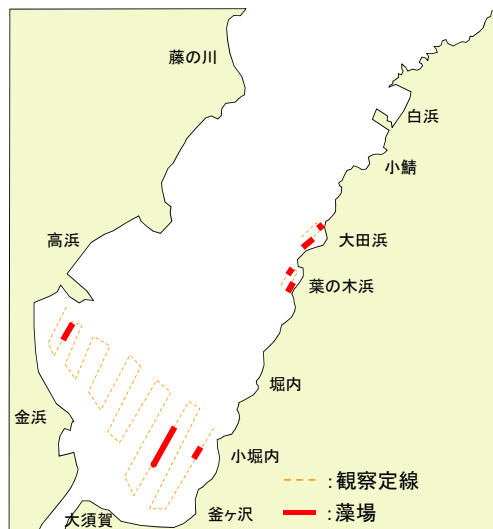 藤の川
白浜
小鯖
高浜
大田浜
葉の木浜
堀内
金浜
小堀内
：観察定線
釜ヶ沢
：藻場
大須賀